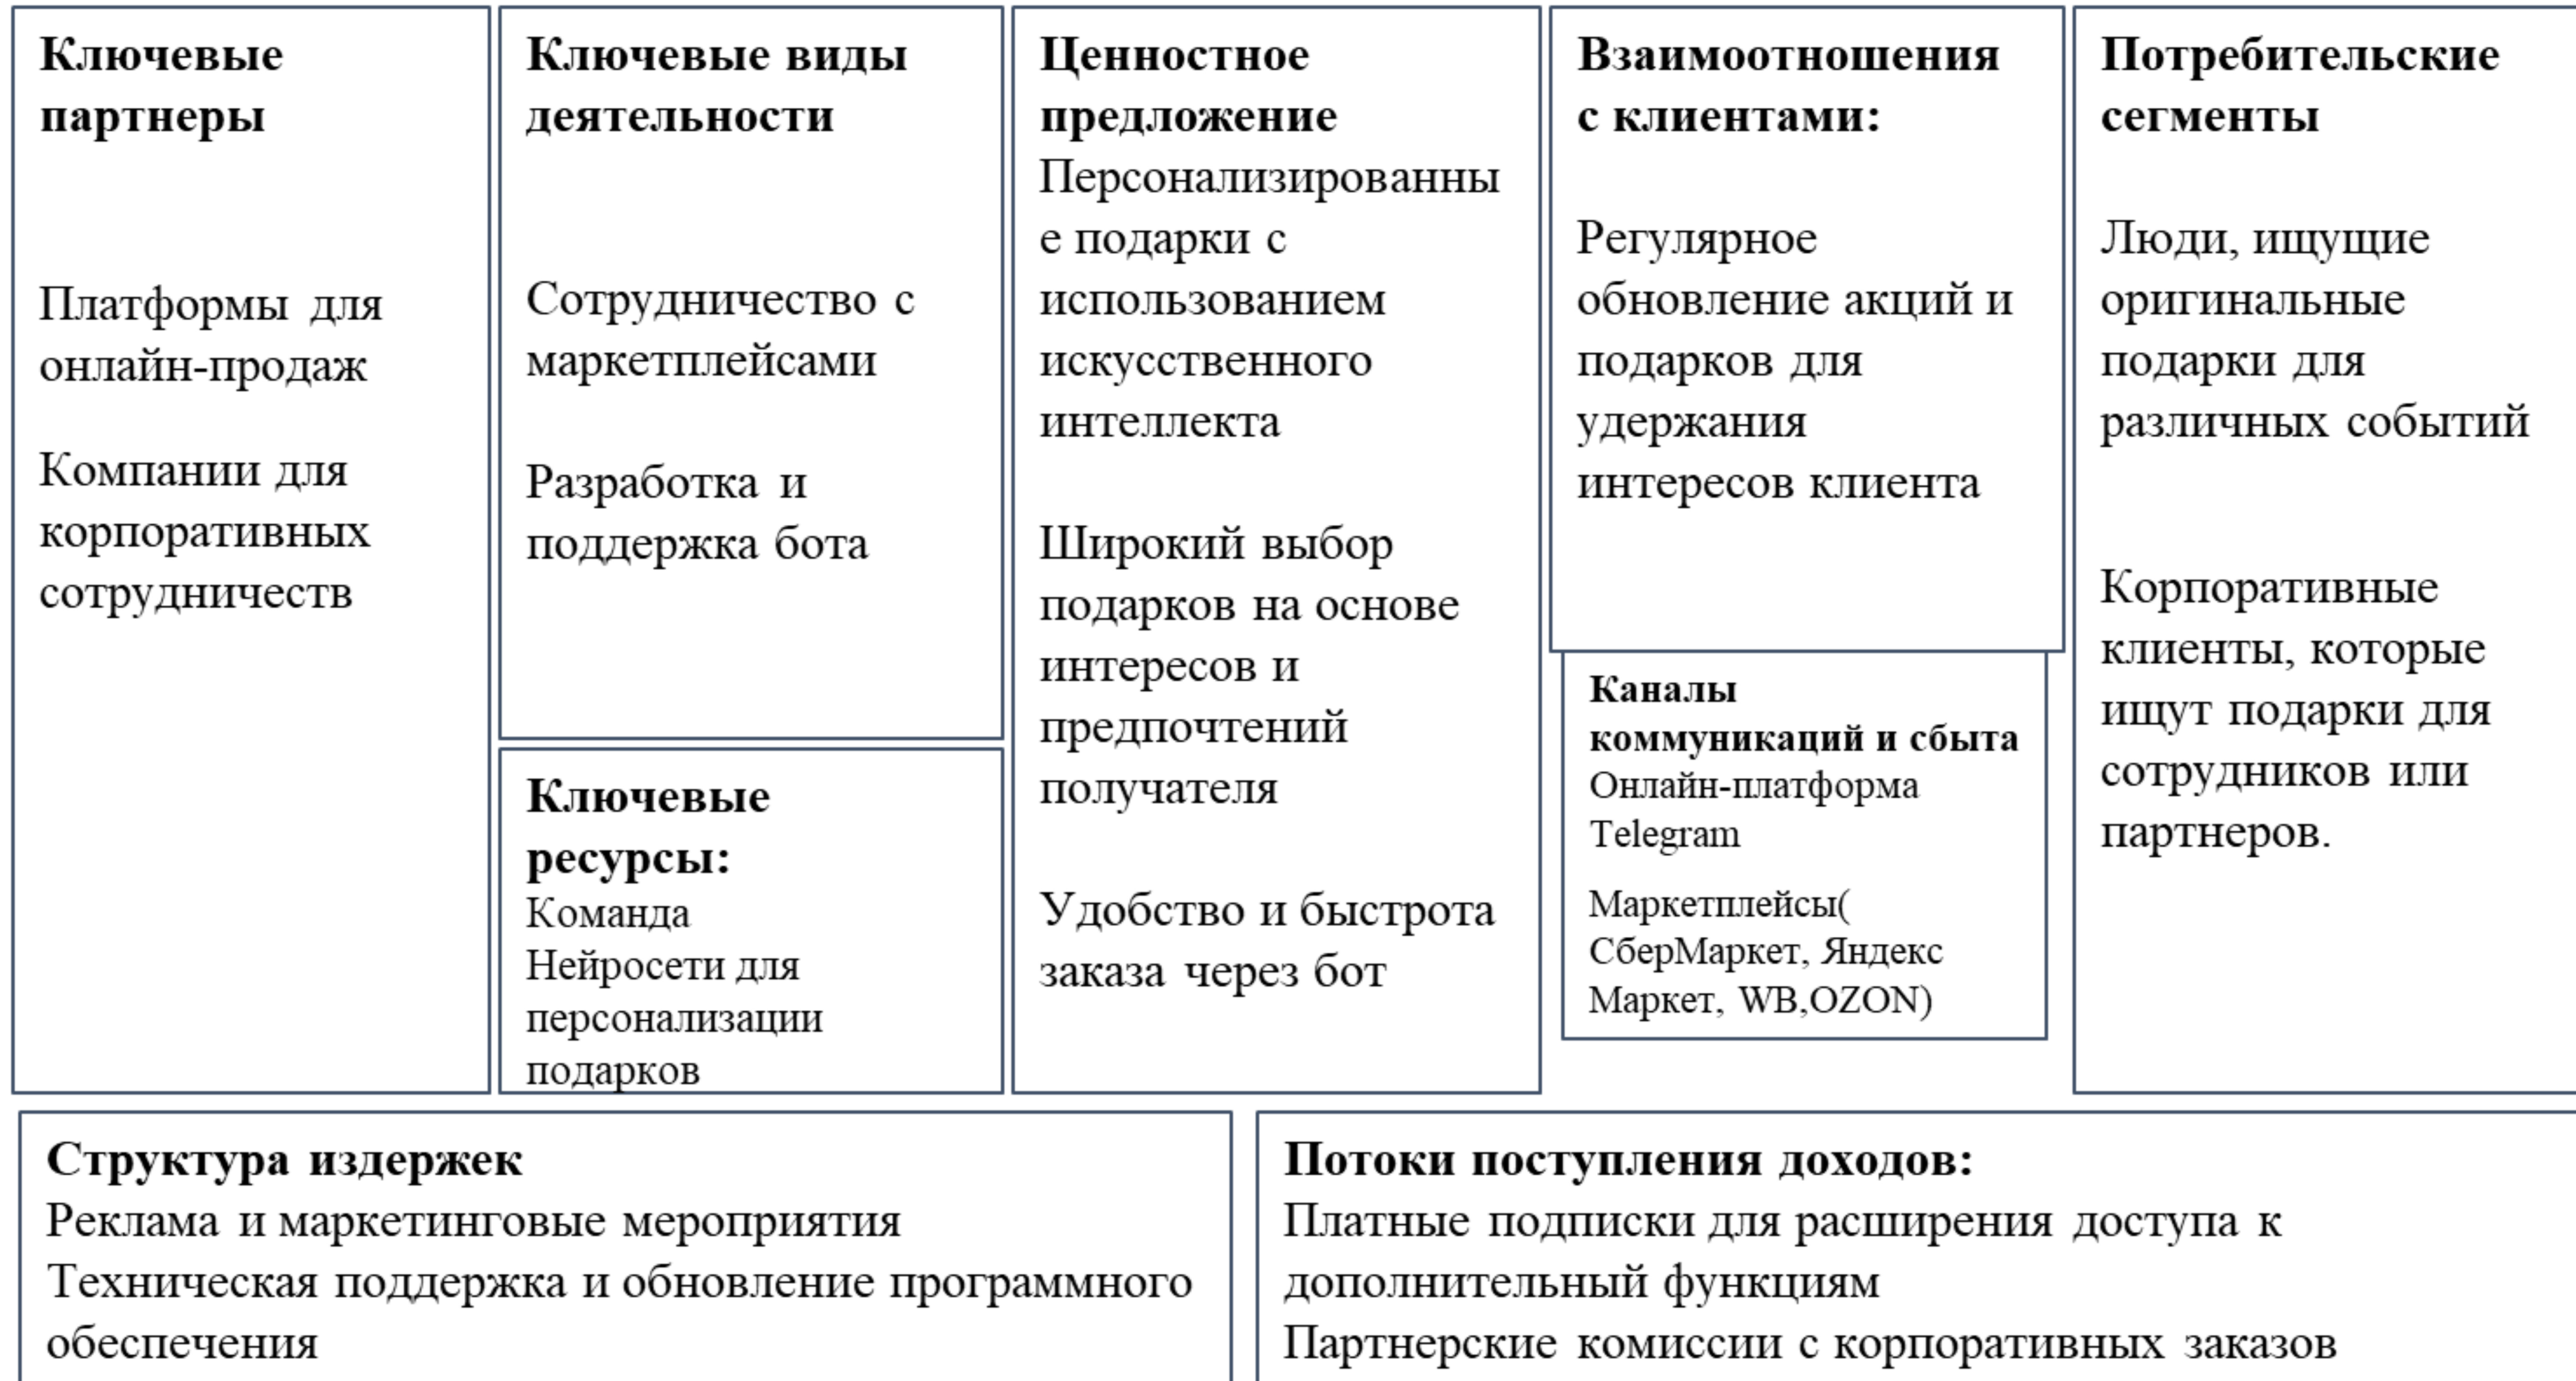 Ключевые
партнеры
Платформы для
онлайн-продаж
Компании для
корпоративных
сотрудничеств
Ключевые виды
деятельности
Сотрудничество с
маркетплейсами
Разработка и
поддержка бота
Ключевые
ресурсы:
Команда
Нейросети для
персонализации
подарков
Ценностное
предложение
Персонализированны
е подарки с
использованием
искусственного
интеллекта
Широкий выбор
подарков на основе
интересов и
предпочтений
получателя
Удобство и быстрота
заказа через бот
Взаимоотношения
с клиентами:
Регулярное
обновление акций и
подарков для
удержания
интересов клиента
Каналы
коммуникаций и сбыта
Онлайн-платформа
Telegram
Маркетплейсы(
СберМаркет, Яндекс
Маркет, WB,OZON)
Потребительские
сегменты
Люди, ищущие
оригинальные
подарки для
различных событий
Корпоративные
клиенты, которые
ищут подарки для
сотрудников или
партнеров.
Структура издержек
Реклама и маркетинговые мероприятия
Техническая поддержка и обновление программного
обеспечения
Потоки поступления доходов:
Платные подписки для расширения доступа к
дополнительный функциям
Партнерские комиссии с корпоративных заказов